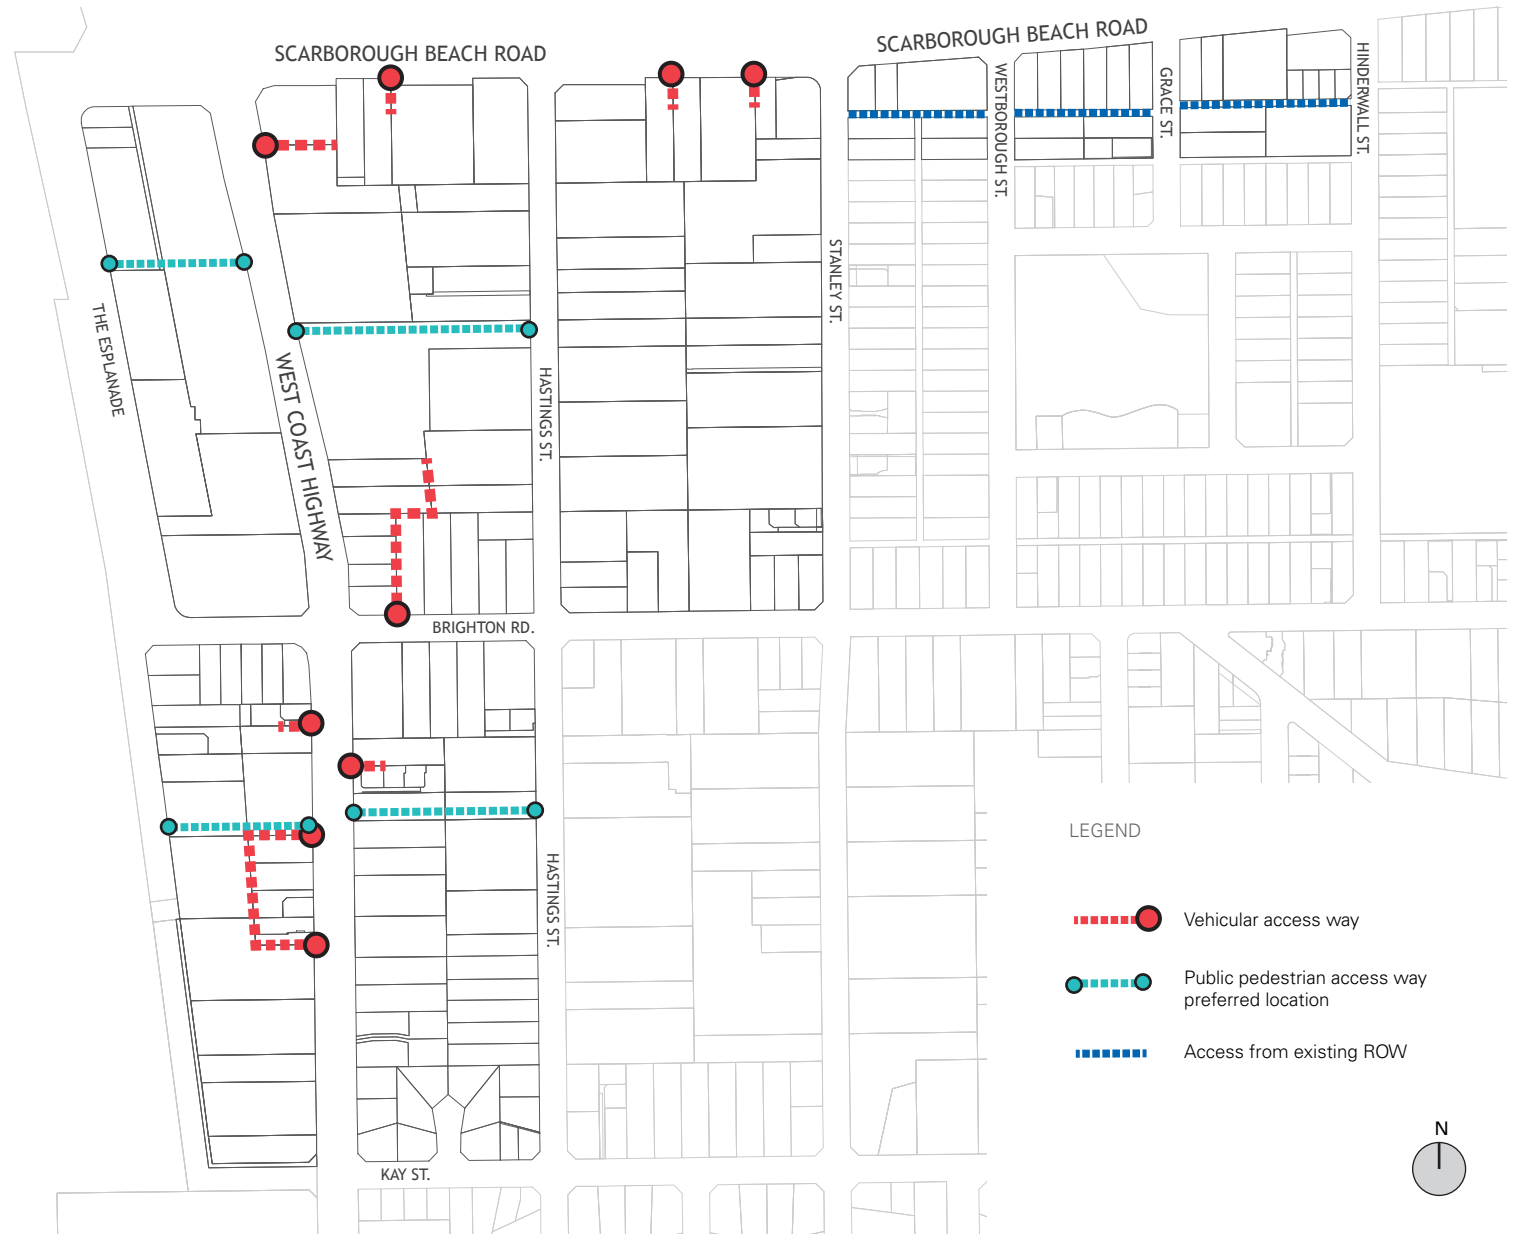 SCARBOROUGH BEACH ROAD
SCARBOROUGH BEACH ROAD
WESTBOROUGH ST.
GRACE ST.
HINDERWALL ST.
STANLEY ST.
THE ESPLANADE
WEST COAST HIGHWAY
HASTINGS ST.
BRIGHTON RD.
HASTINGS ST.
KAY ST.
LEGEND
Vehicular access way
Public pedestrian access way
preferred location
Access from existing ROW
N